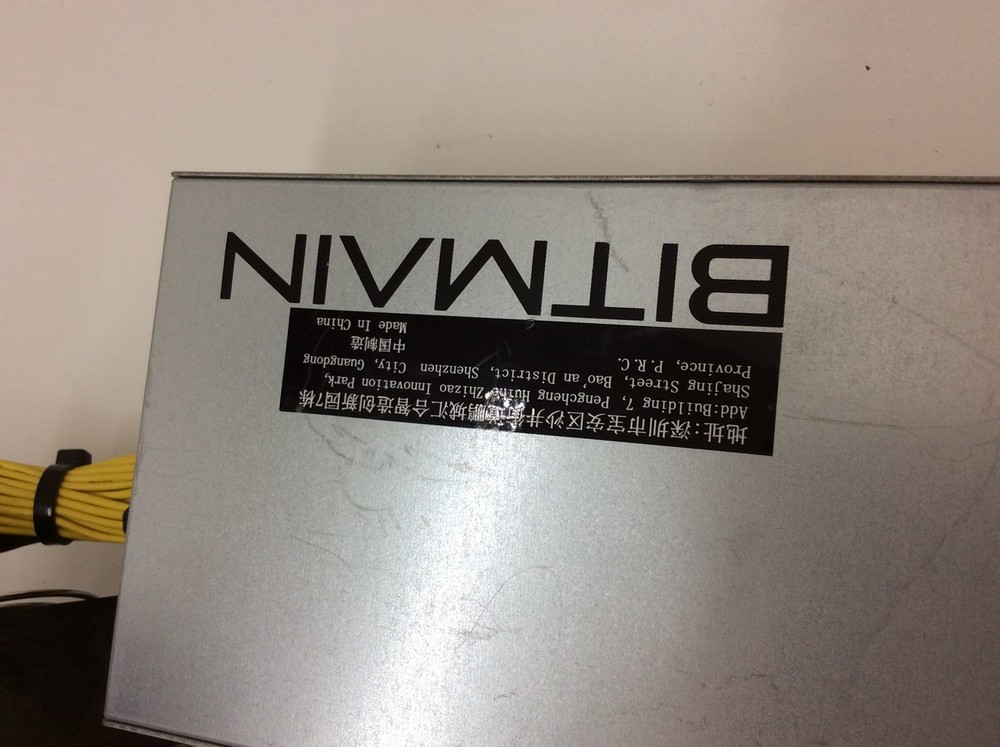 地址:深圳市宝安区沙井街道鹏城汇合智造创新园7栋
Add:Building 7, Pengcheng Huihe Zhizao Innovation Park,
ShaJing Street, Bao'an District, Shenzhen City, Guangdong
Province, P.R.C.
中国制造
Made In China
BITMAIN